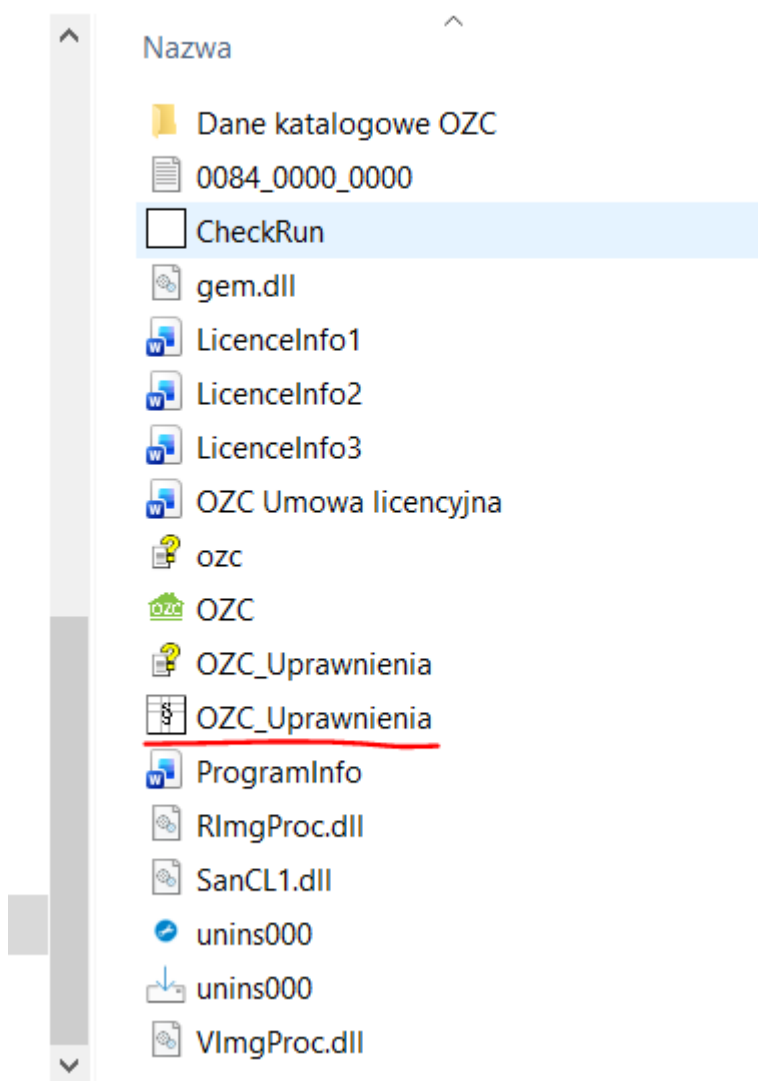 Nazwa
Dane katalogowe OZC
0084_0000_0000
CheckRun
gem.dll
LicenceInfo1
LicenceInfo2
LicenceInfo3
OZC Umowa licencyjna
ozc
OZC
OZC_Uprawnienia
OZC_Uprawnienia
ProgramInfo
RImgProc.dll
SanCL1.dll
unins000
unins000
VImgProc.dll